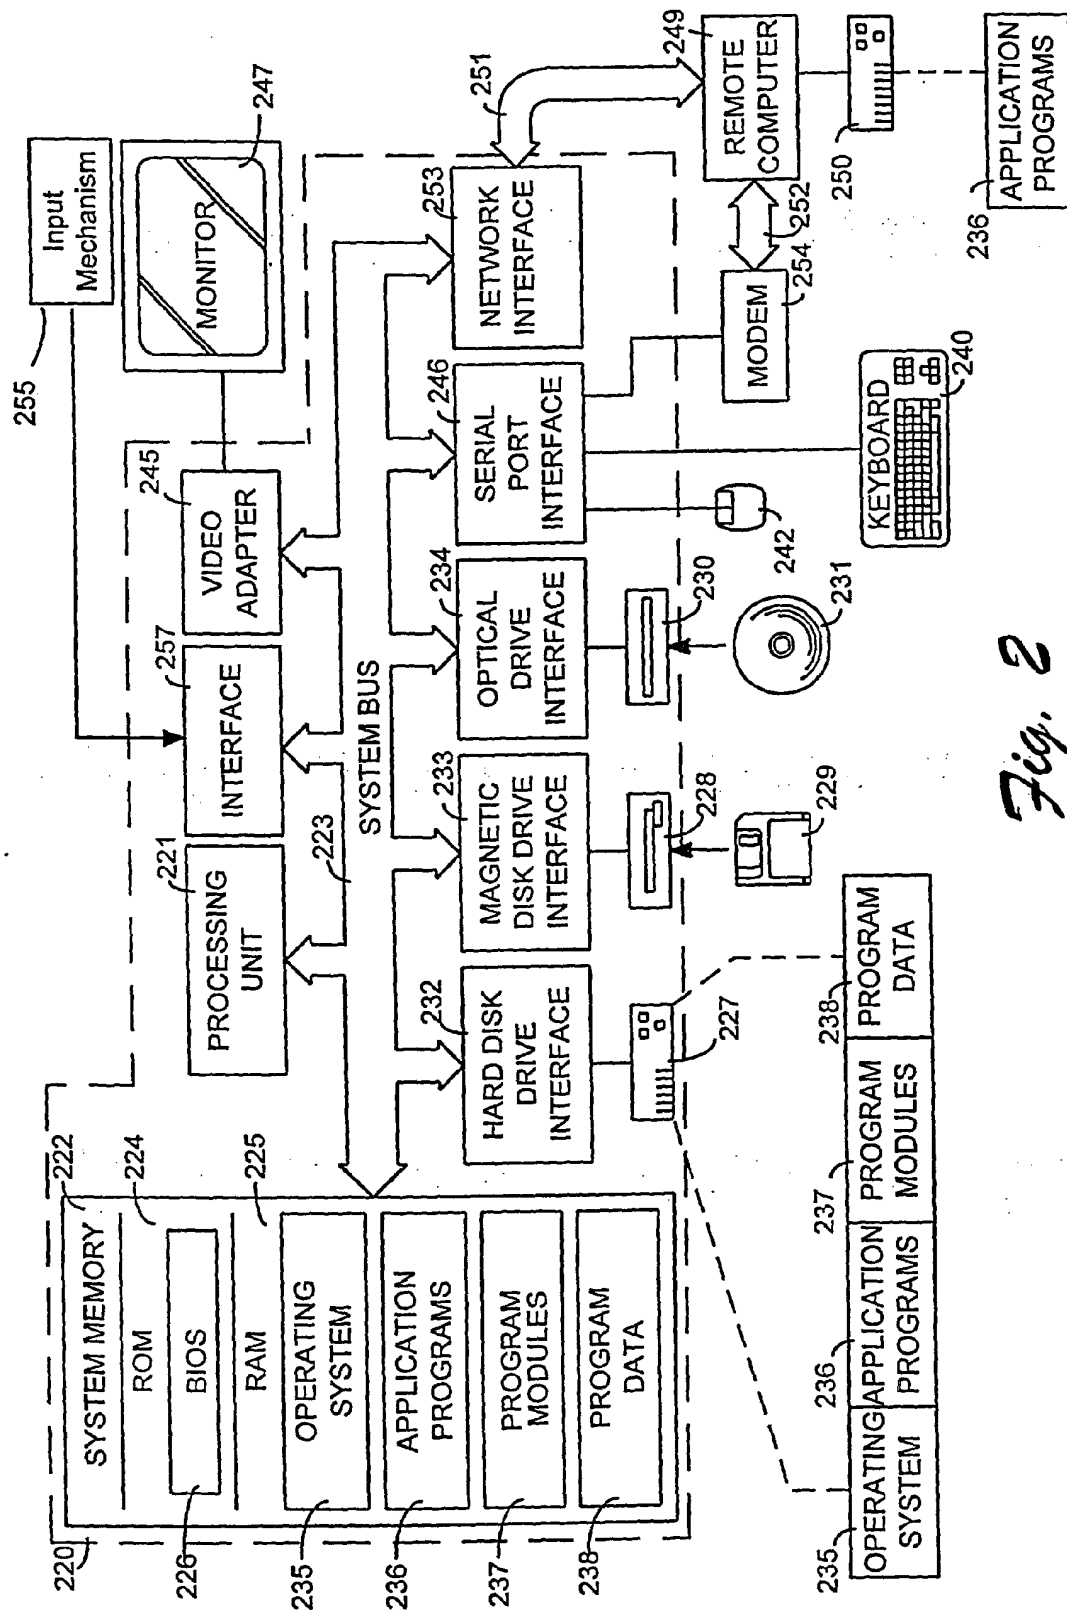 Input
Mechanism
255
MONITOR
247
220
SYSTEM MEMORY
222
ROM
224
BIOS
226
RAM
225
OPERATING
SYSTEM
235
APPLICATION
PROGRAMS
236
PROGRAM
MODULES
237
PROGRAM
DATA
238
PROCESSING
UNIT
221
INTERFACE
257
VIDEO
ADAPTER
245
223
SYSTEM BUS
HARD DISK
DRIVE
INTERFACE
232
MAGNETIC
DISK DRIVE
INTERFACE
233
OPTICAL
DRIVE
INTERFACE
234
SERIAL
PORT
INTERFACE
246
NETWORK
INTERFACE
253
251
227
228
229
230
231
242
KEYBOARD
240
MODEM
254
252
REMOTE
COMPUTER
249
250
APPLICATION
PROGRAMS
236
OPERATING
SYSTEM
235
APPLICATION
PROGRAMS
236
PROGRAM
MODULES
237
PROGRAM
DATA
238
Fig. 2